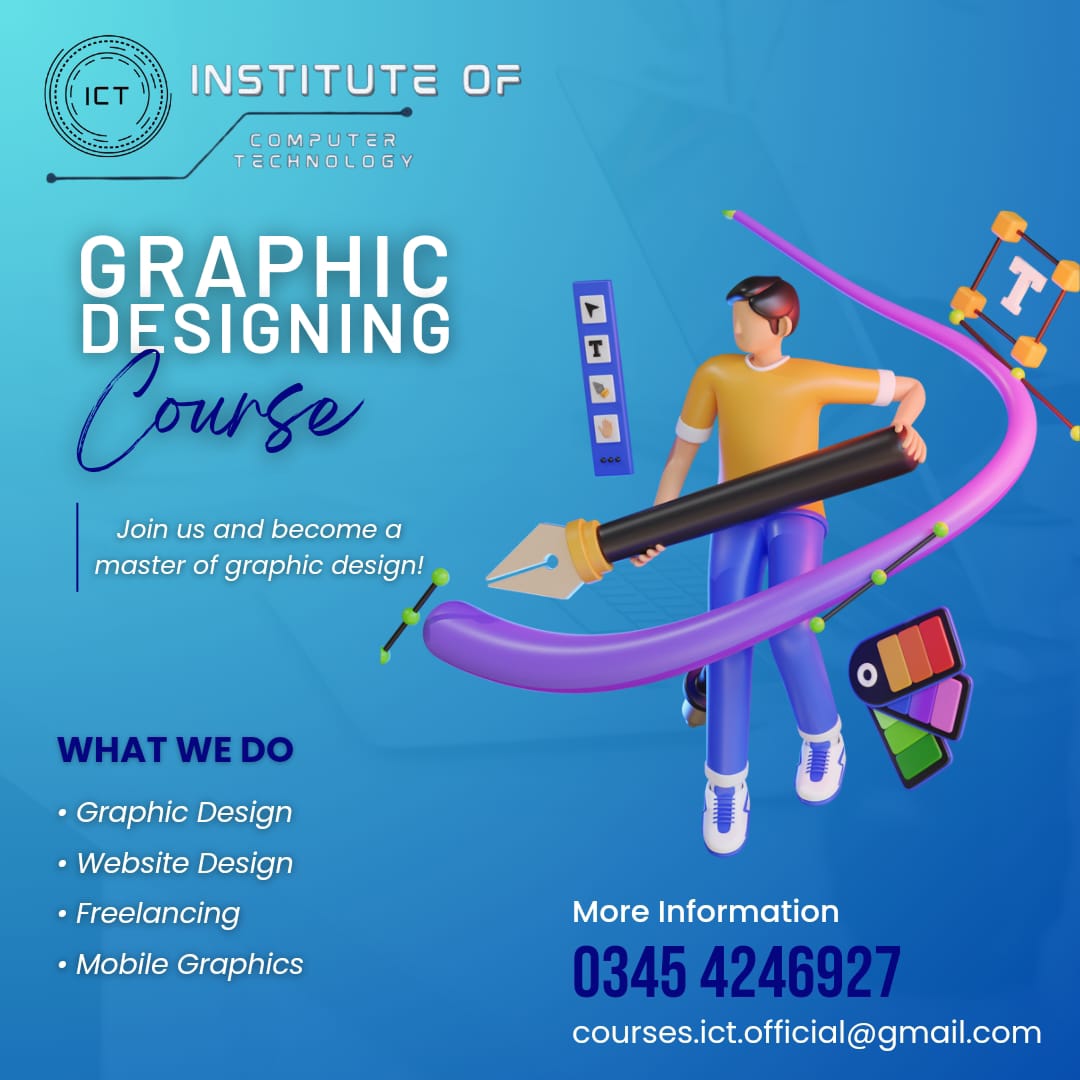 ICT
INSTITUTE OF
COMPUTER
TECHNOLOGY
GRAPHIC
DESIGNING
Course
Join us and become a
master of graphic design!
T
T
WHAT WE DO
• Graphic Design
• Website Design
• Freelancing
• Mobile Graphics
More Information
0345 4246927
courses.ict.official@gmail.com